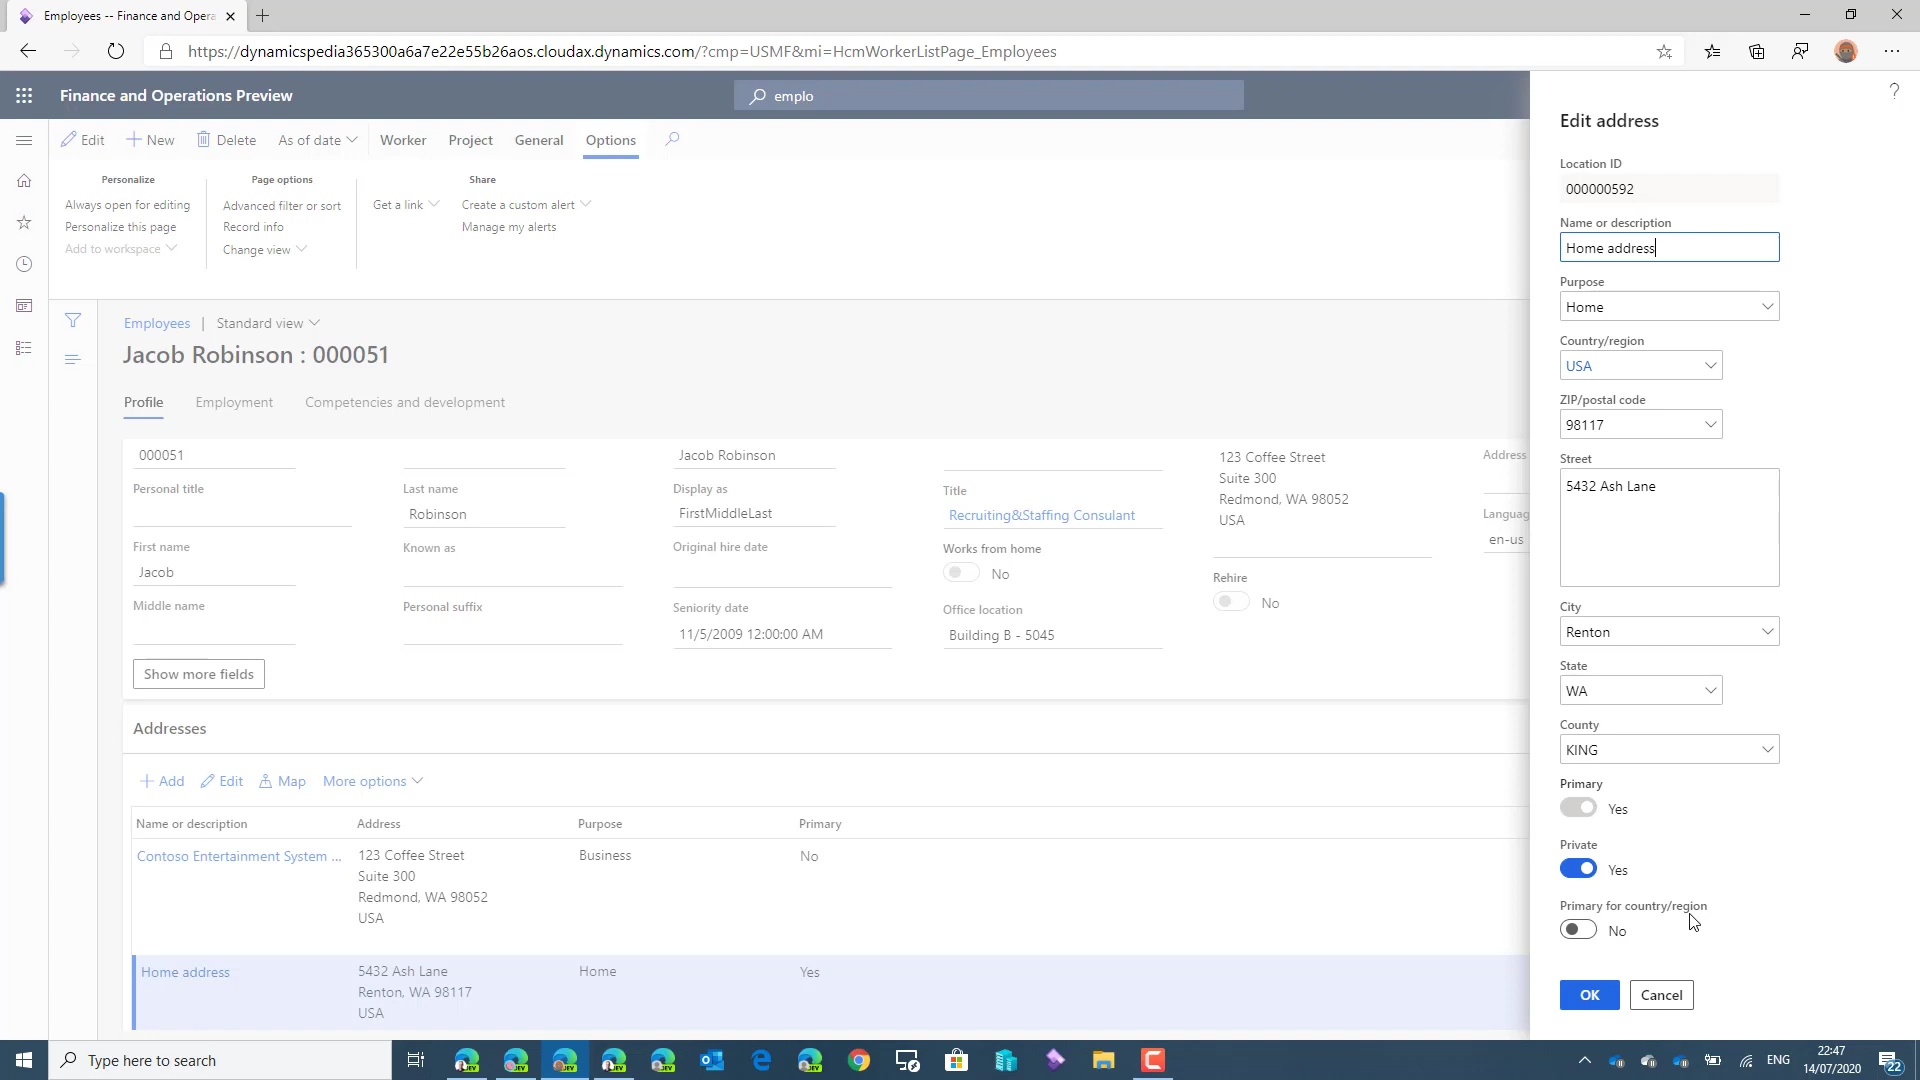 Employees -- Finance and Opera
https://dynamicspedia365300a6a7e22e55b26aos.cloudax.dynamics.com/?cmp=USMF&mi=HcmWorkerListPage_Employees
Finance and Operations Preview
emplo
?
Edit
New
Delete
As of date
Worker
Project
General
Options
Personalize
Always open for editing
Personalize this page
Add to workspace
Page options
Advanced filter or sort
Record info
Change view
Share
Get a link
Create a custom alert
Manage my alerts
Employees | Standard view
Jacob Robinson : 000051
Profile
Employment
Competencies and development
000051
Personal title
First name
Jacob
Middle name
Show more fields
Last name
Robinson
Known as
Personal suffix
Jacob Robinson
Display as
FirstMiddleLast
Original hire date
Seniority date
11/5/2009 12:00:00 AM
Title
Recruiting&Staffing Consulant
Works from home
No
Office location
Building B - 5045
123 Coffee Street
Suite 300
Redmond, WA 98052
USA
Rehire
No
Address
Languag
en-us
Addresses
Add
Edit
Map
More options
Name or description Address Purpose Primary
Contoso Entertainment System ... 123 Coffee Street Business No
Suite 300
Redmond, WA 98052
USA
Home address 5432 Ash Lane Home Yes
Renton, WA 98117
USA
Edit address
Location ID
000000592
Name or description
Home address
Purpose
Home
Country/region
USA
ZIP/postal code
98117
Street
5432 Ash Lane
City
Renton
State
WA
County
KING
Primary
Yes
Private
Yes
Primary for country/region
No
OK
Cancel
Type here to search
ENG
22:47
14/07/2020
22